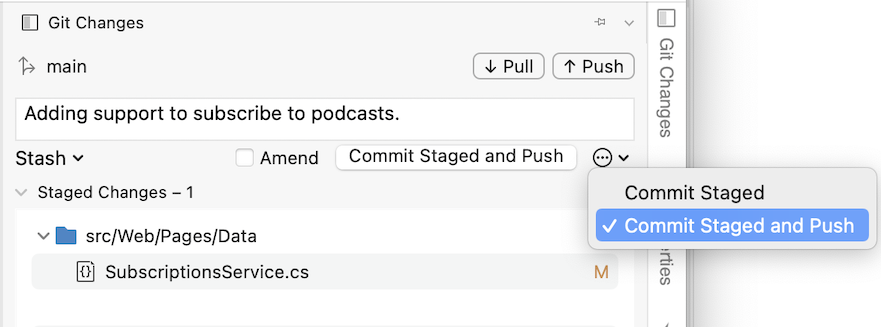 Git Changes
main
Pull
Push
Adding support to subscribe to podcasts.
Stash
Amend
Commit Staged and Push
Staged Changes – 1
src/Web/Pages/Data
SubscriptionsService.cs
M
Commit Staged
✓ Commit Staged and Push
Git Changes
erties